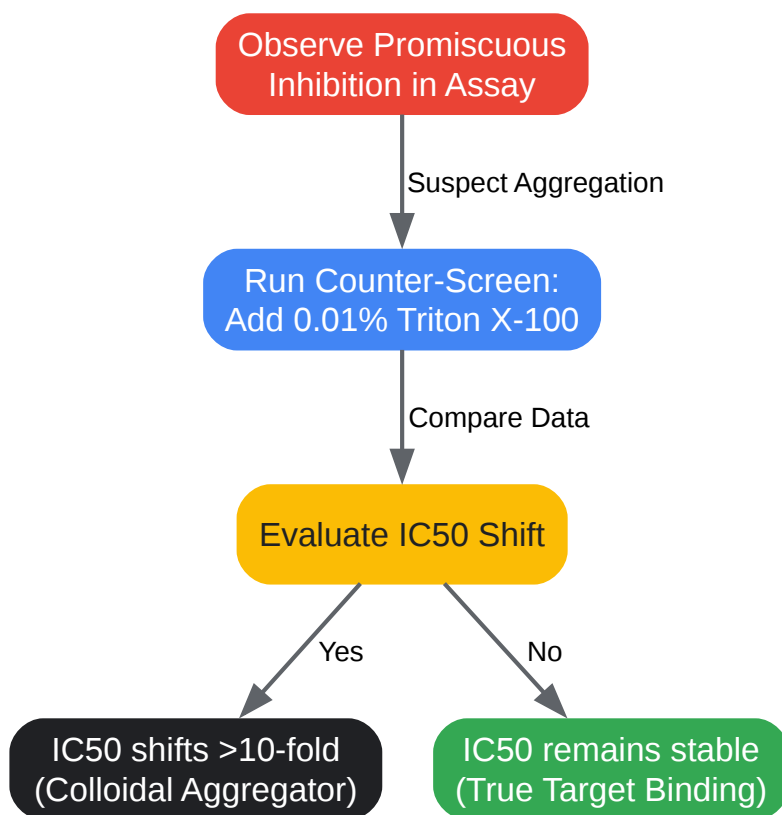 Observe Promiscuous
Inhibition in Assay
Suspect Aggregation
Run Counter-Screen:
Add 0.01% Triton X-100
Compare Data
Evaluate IC50 Shift
Yes
No
IC50 shifts >10-fold
(Colloidal Aggregator)
IC50 remains stable
(True Target Binding)